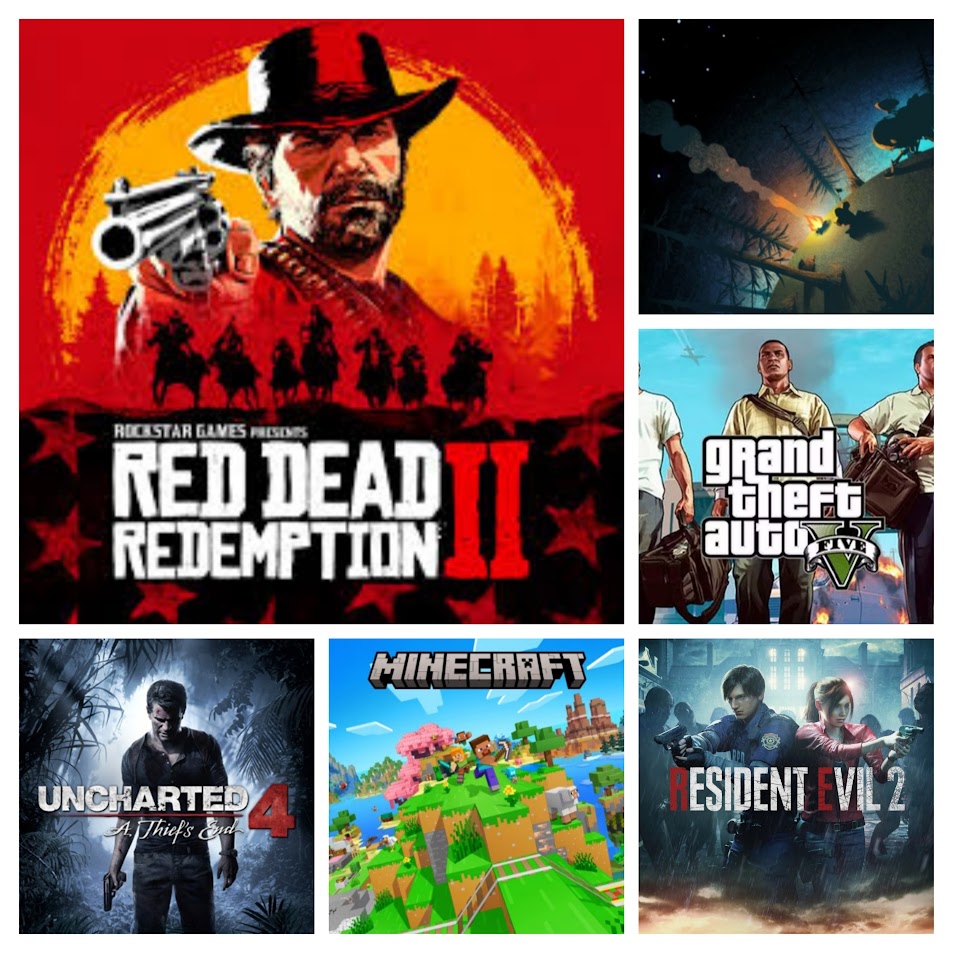 ROCKSTAR GAMES PRESENTS
RED DEAD
REDEMPTION II
grand
theft
auto
FIVE
V
UNCHARTED 4
A Thief's End
MINECRAFT
RESIDENT EVIL 2